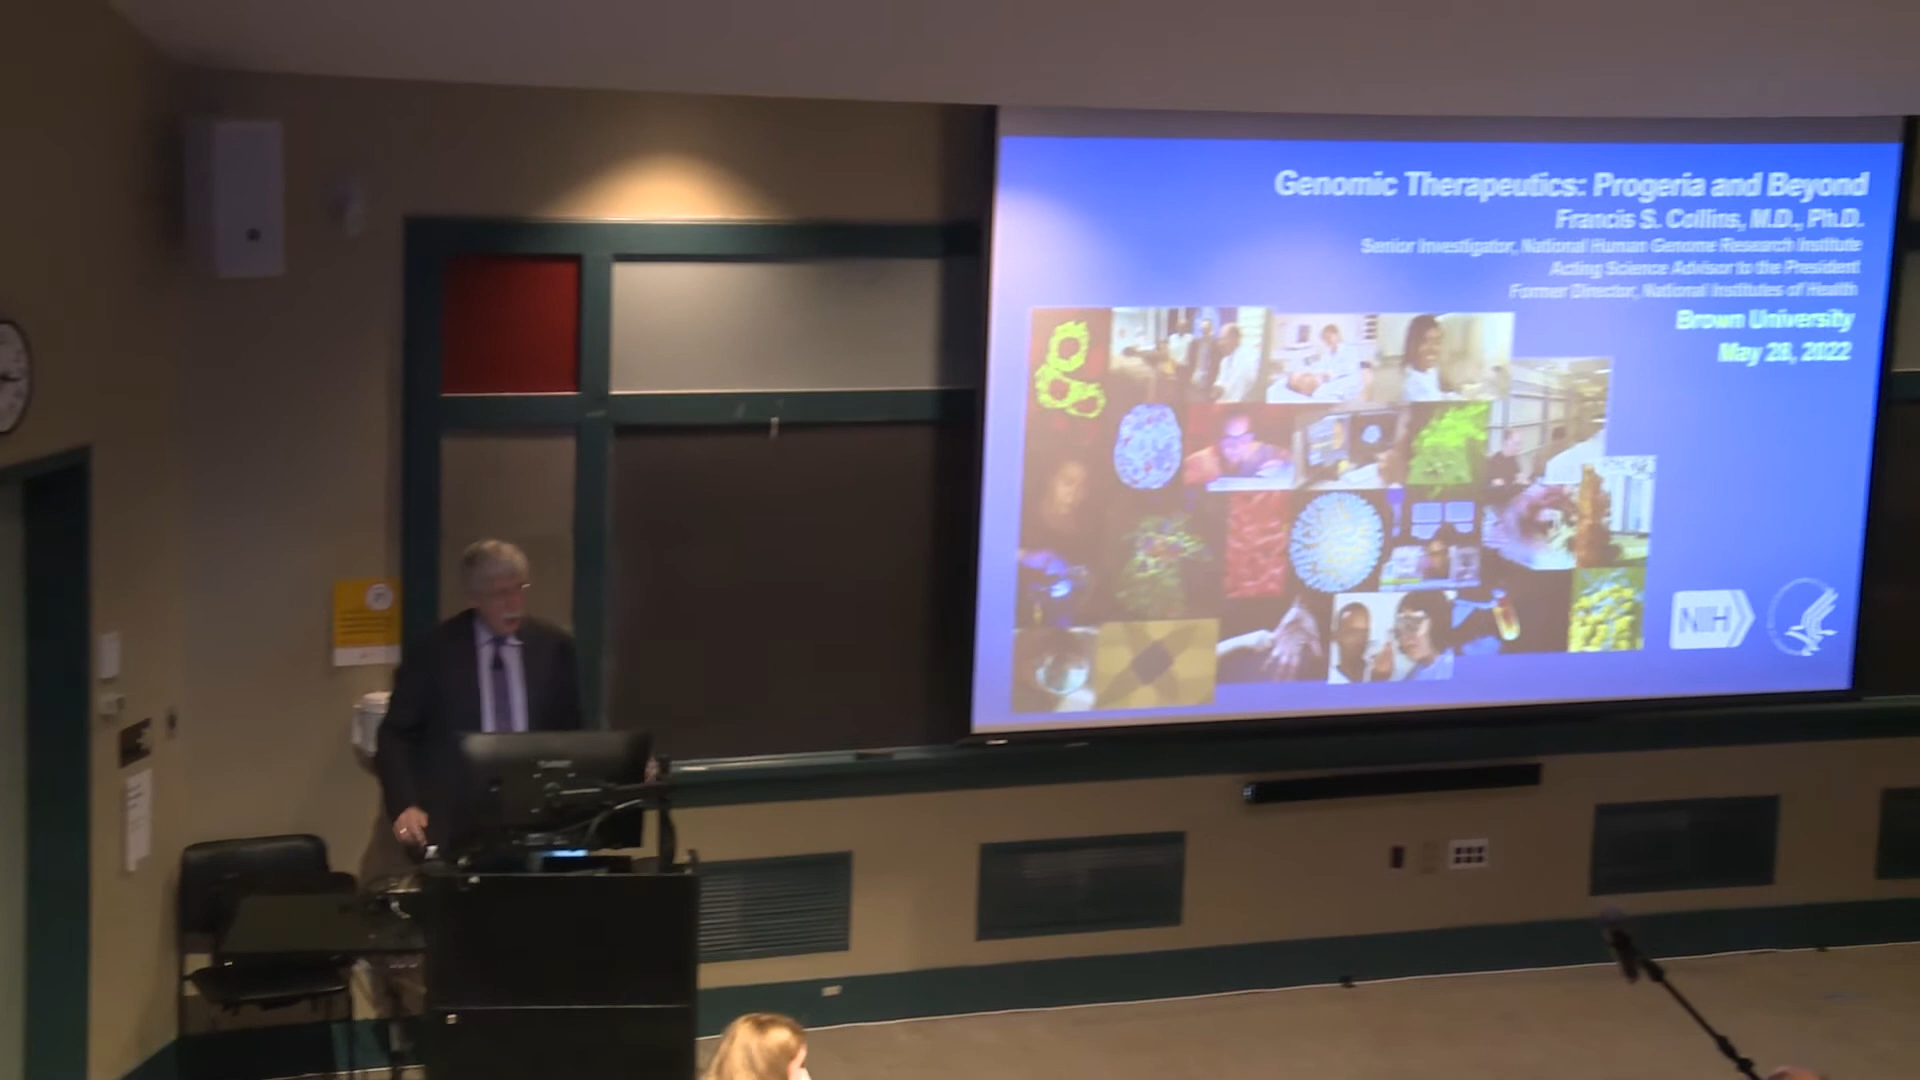 Genomic Therapeutics: Progeria and Beyond
Francis S. Collins, M.D., Ph.D.
Senior Investigator, National Human Genome Research Institute
Acting Science Advisor to the President
Former Director, National Institutes of Health
Brown University
May 28, 2022
NIH